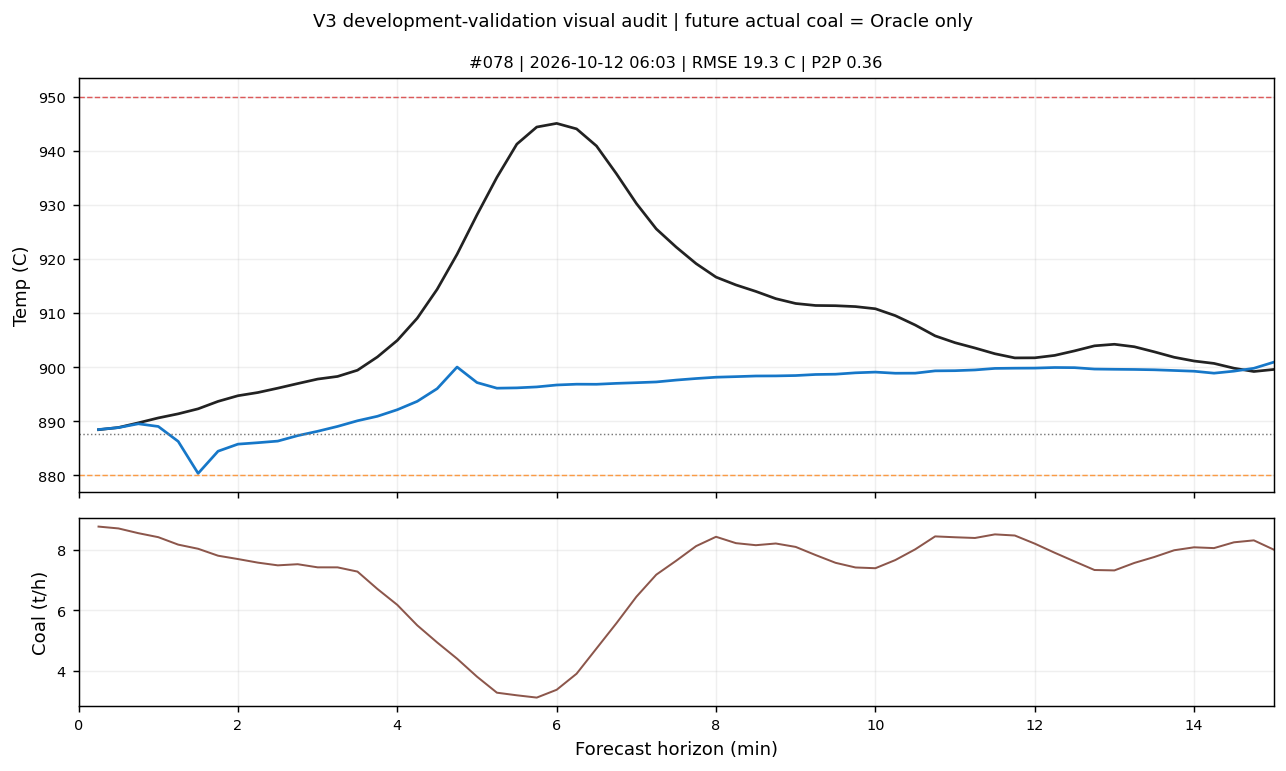 V3 development-validation visual audit | future actual coal = Oracle only
#078 | 2026-10-12 06:03 | RMSE 19.3 C | P2P 0.36
950
940
930
920
910
900
890
880
Temp (C)
8
6
4
Coal (t/h)
0 2 4 6 8 10 12 14
Forecast horizon (min)